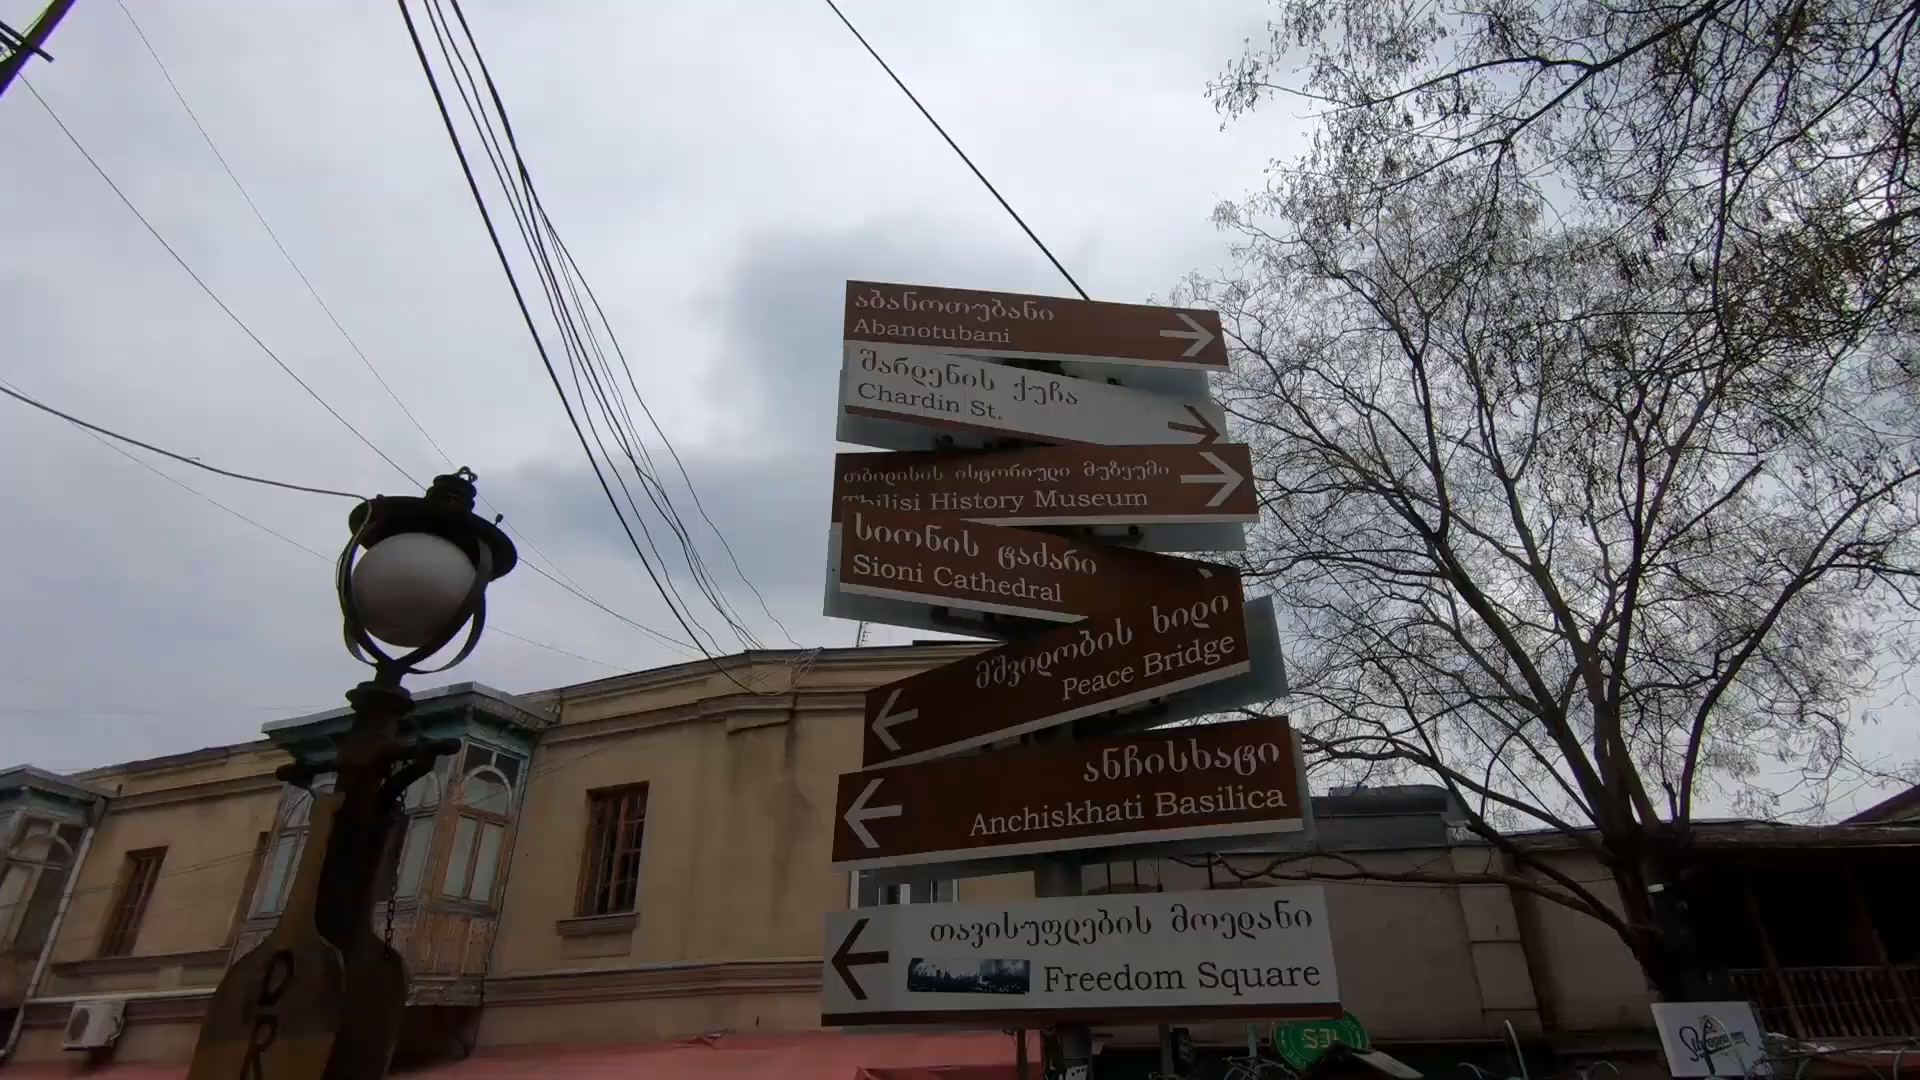 აბანოთუბანი
Abanotubani
შარდენის ქუჩა
Chardin St.
თბილისის ისტორიული მუზეუმი
Tbilisi History Museum
სიონის ტაძარი
Sioni Cathedral
მშვიდობის ხიდი
Peace Bridge
ანჩისხატი
Anchiskhati Basilica
თავისუფლების მოედანი
Freedom Square
D
R